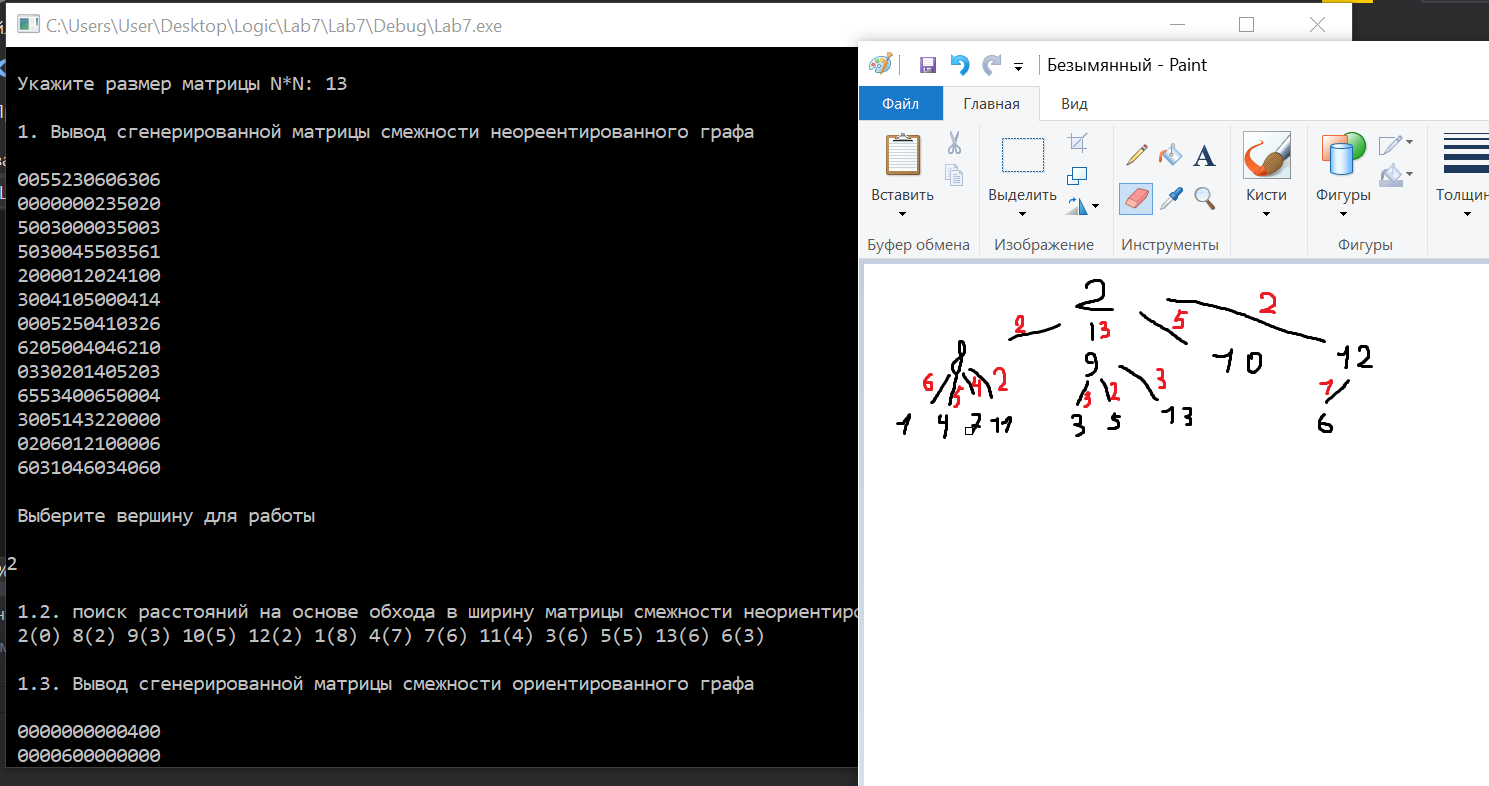 C:\Users\User\Desktop\Logic\Lab7\Lab7\Debug\Lab7.exe
Укажите размер матрицы N*N: 13
1. Вывод сгенерированной матрицы смежности неореентированного графа
0055230606306
0000000235020
5003000035003
5030045503561
2000012024100
3004105000414
0005250410326
6205004046210
0330201405203
6553400650004
3005143220000
0206012100006
6031046034060
Выберите вершину для работы
2
1.2. поиск расстояний на основе обхода в ширину матрицы смежности неориентиро
2(0) 8(2) 9(3) 10(5) 12(2) 1(8) 4(7) 7(6) 11(4) 3(6) 5(5) 13(6) 6(3)
1.3. Вывод сгенерированной матрицы смежности ориентированного графа
0000000000400
0000600000000
Безымянный - Paint
Файл Главная Вид
Вставить Выделить Кисти Фигуры Толщин
Буфер обмена Изображение Инструменты Фигуры
2
2 3 5 2
8 9 10 12
6 5 4 2 3 2 3 1
1 4 7 11 3 5 13 6